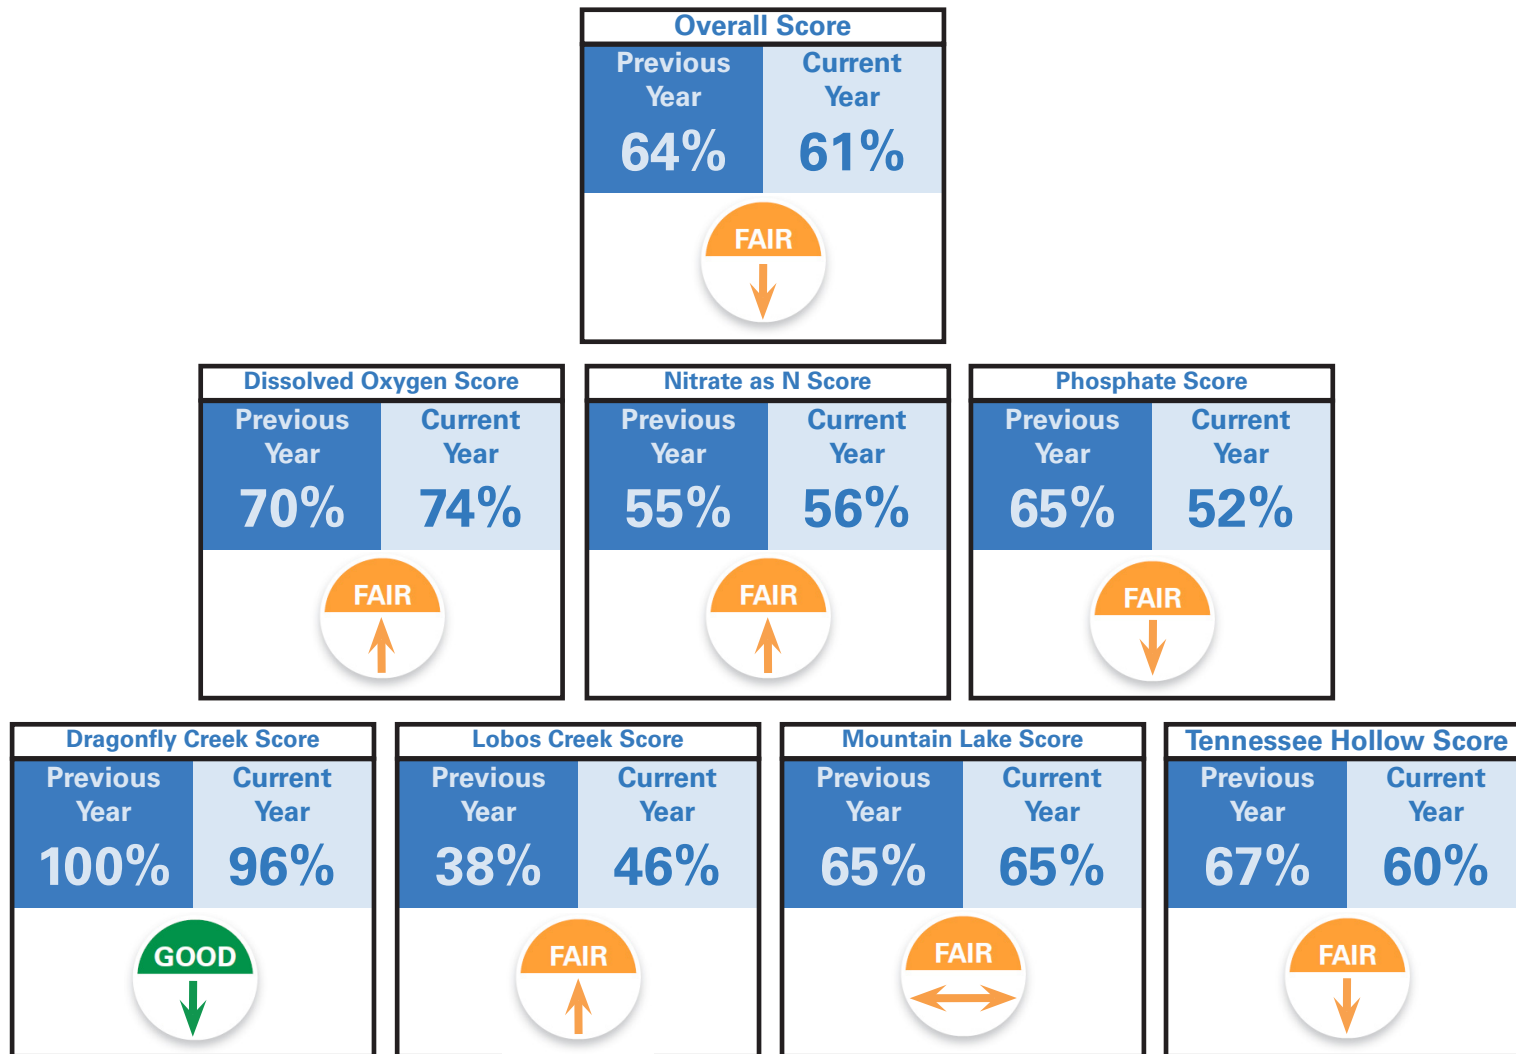 Overall Score
Previous Year
Current Year
64%
61%
FAIR
Dissolved Oxygen Score
Previous Year
Current Year
70%
74%
FAIR
Nitrate as N Score
Previous Year
Current Year
55%
56%
FAIR
Phosphate Score
Previous Year
Current Year
65%
52%
FAIR
Dragonfly Creek Score
Previous Year
Current Year
100%
96%
GOOD
Lobos Creek Score
Previous Year
Current Year
38%
46%
FAIR
Mountain Lake Score
Previous Year
Current Year
65%
65%
FAIR
Tennessee Hollow Score
Previous Year
Current Year
67%
60%
FAIR